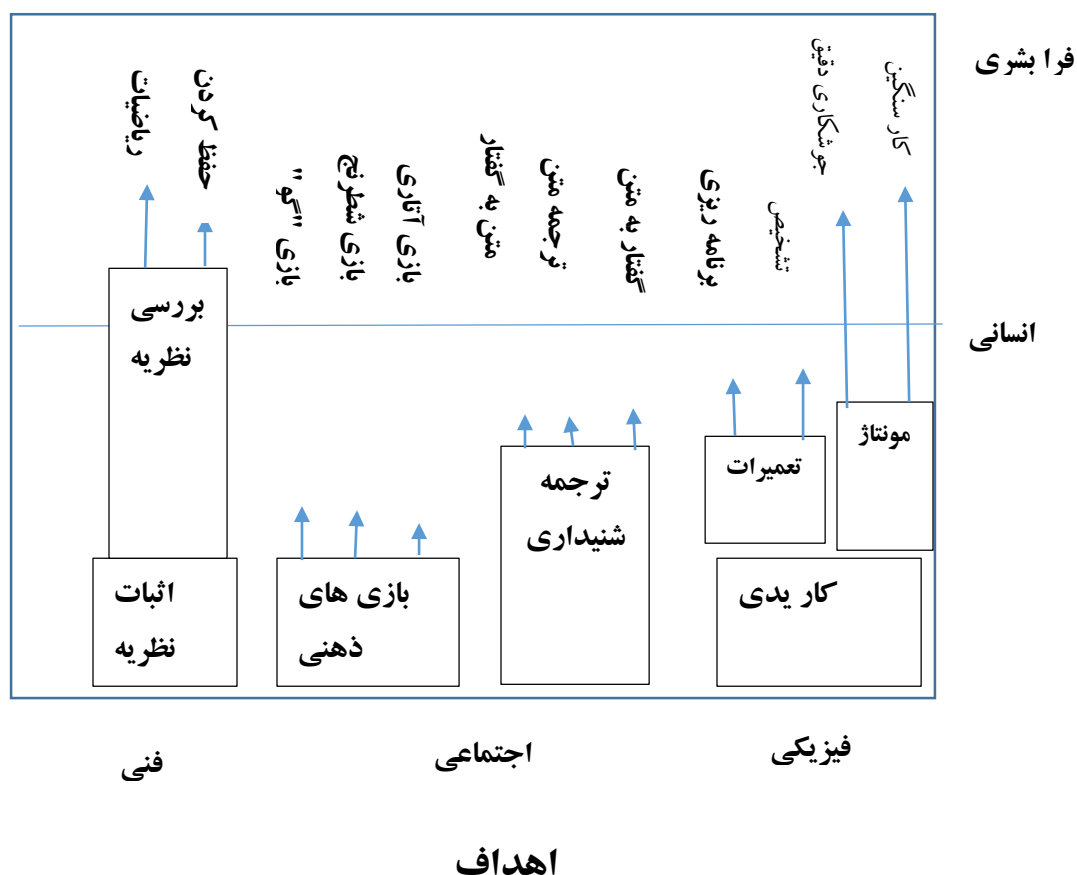 فرا بشری
کار سنگین
جوشکاری دقیق
تشخیص
برنامه ریزی
گفتار به متن
ترجمه متن
متن به گفتار
بازی آتاری
بازی شطرنج
بازی "گو"
حفظ کردن
ریاضیات
انسانی
مونتاژ
تعمیرات
کار یدی
ترجمه
شنیداری
بازی های
ذهنی
بررسی
نظریه
اثبات
نظریه
فیزیکی
اجتماعی
فنی
اهداف